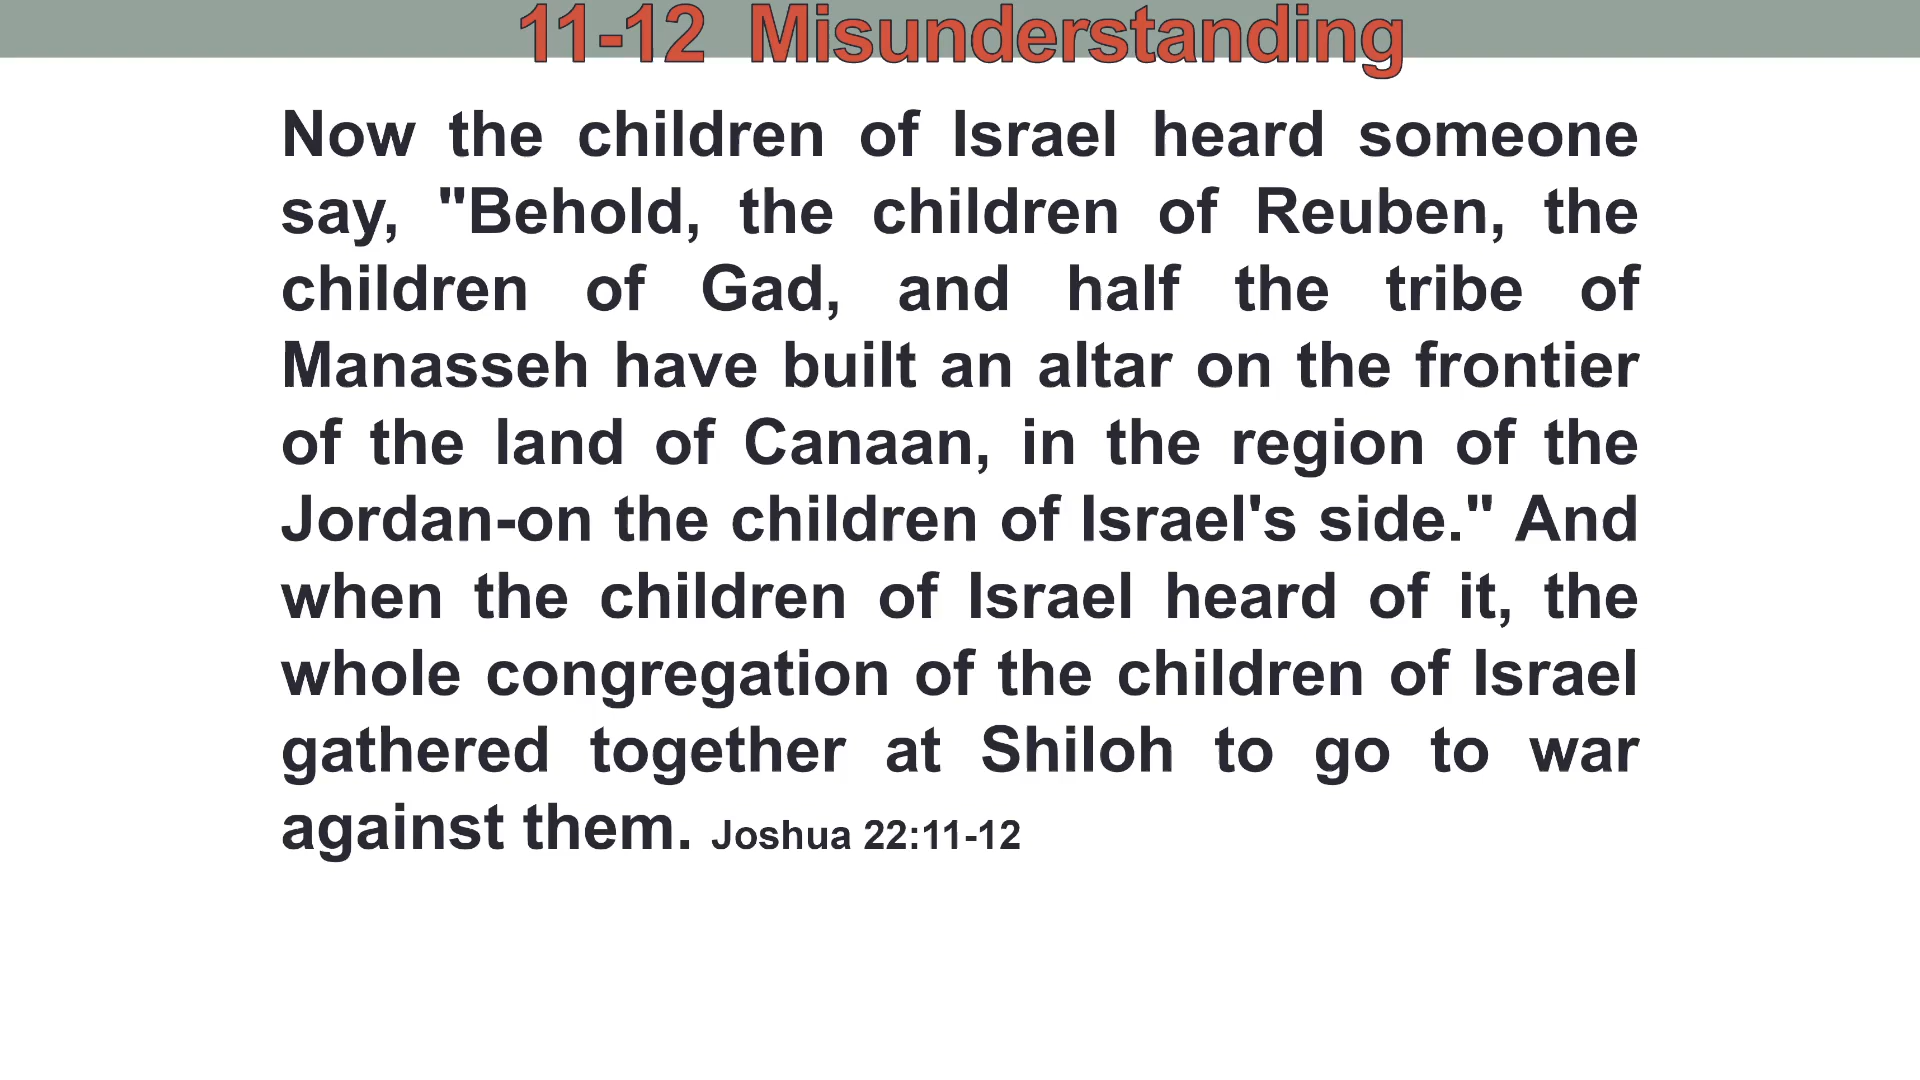 11-12 Misunderstanding
Now the children of Israel heard someone
say, "Behold, the children of Reuben, the
children of Gad, and half the tribe of
Manasseh have built an altar on the frontier
of the land of Canaan, in the region of the
Jordan-on the children of Israel's side." And
when the children of Israel heard of it, the
whole congregation of the children of Israel
gathered together at Shiloh to go to war
against them. Joshua 22:11-12